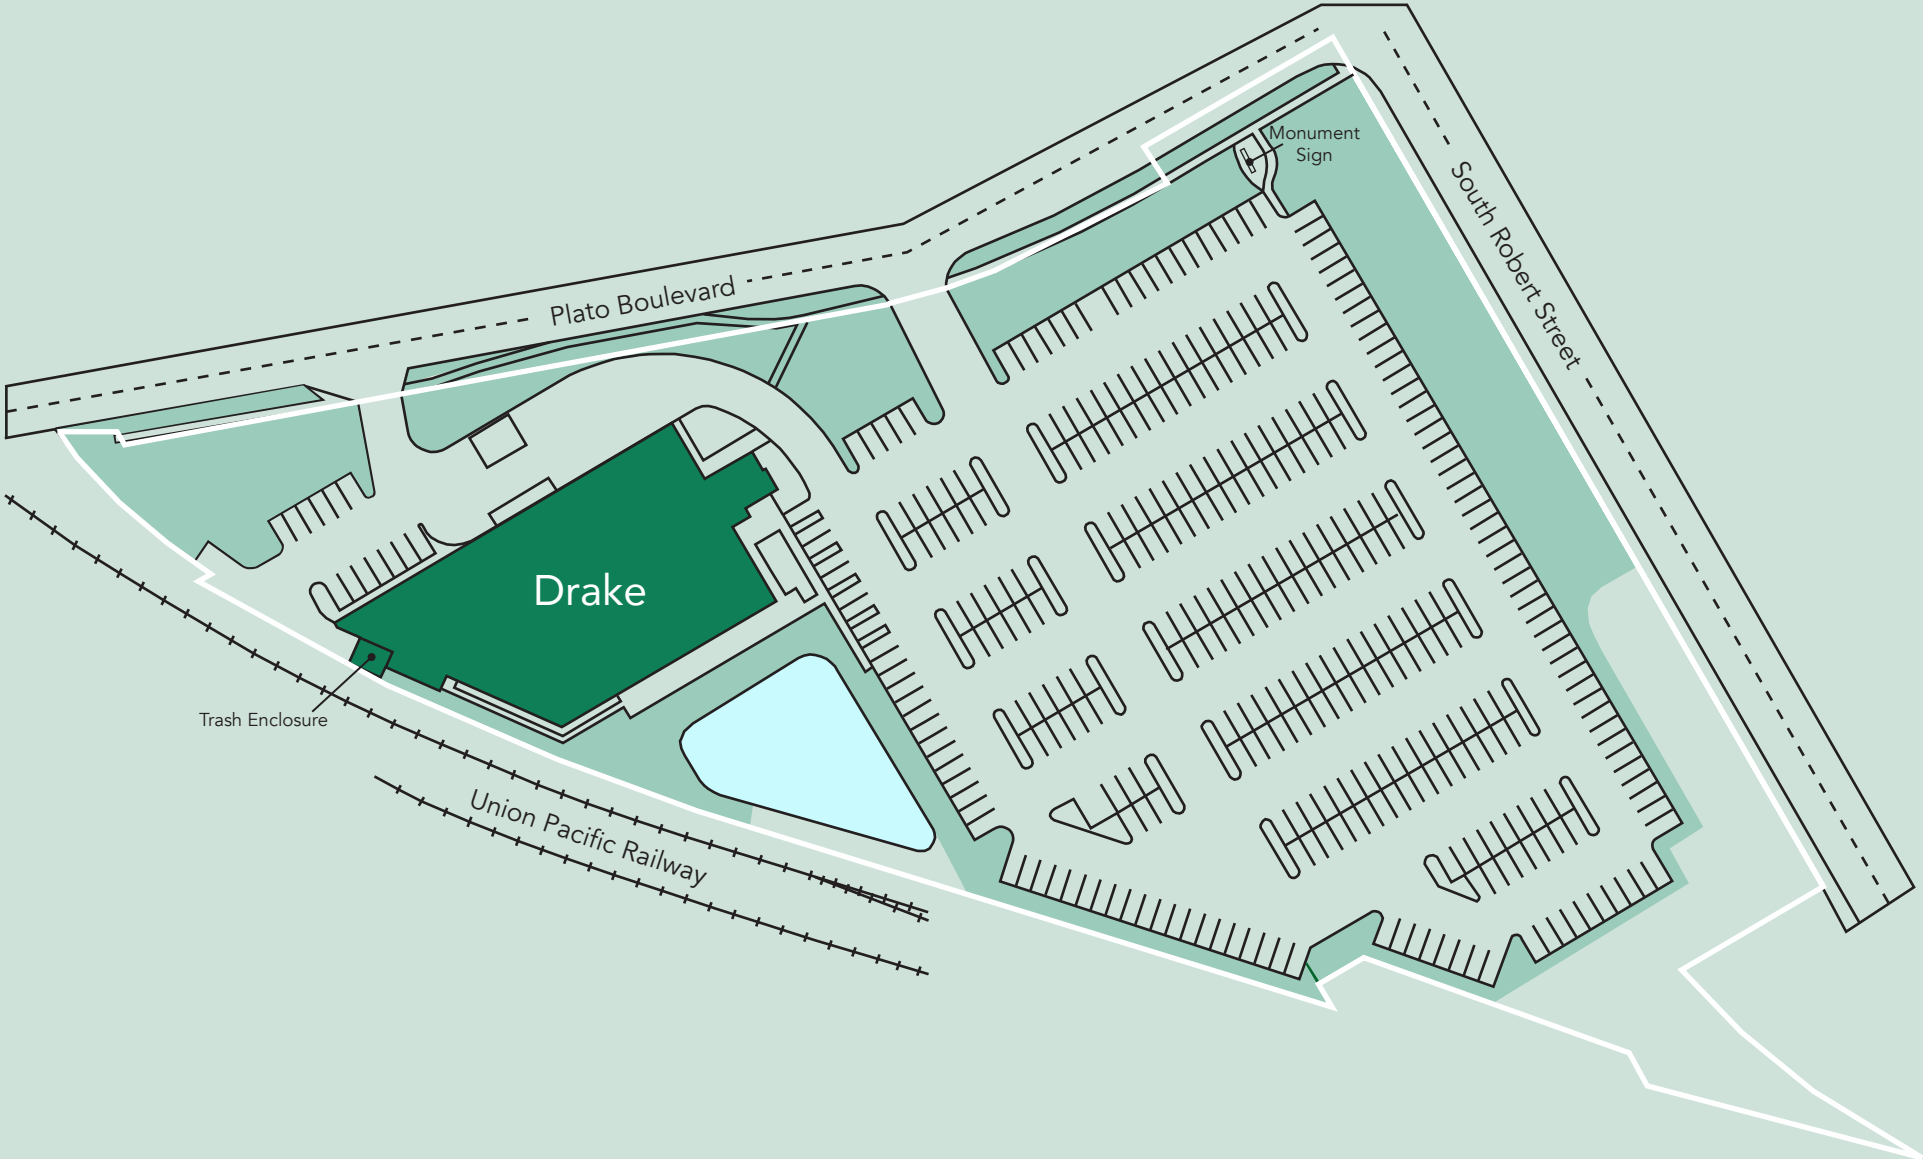 Monument
Sign
South Robert Street
Plato Boulevard
Drake
Trash Enclosure
Union Pacific Railway